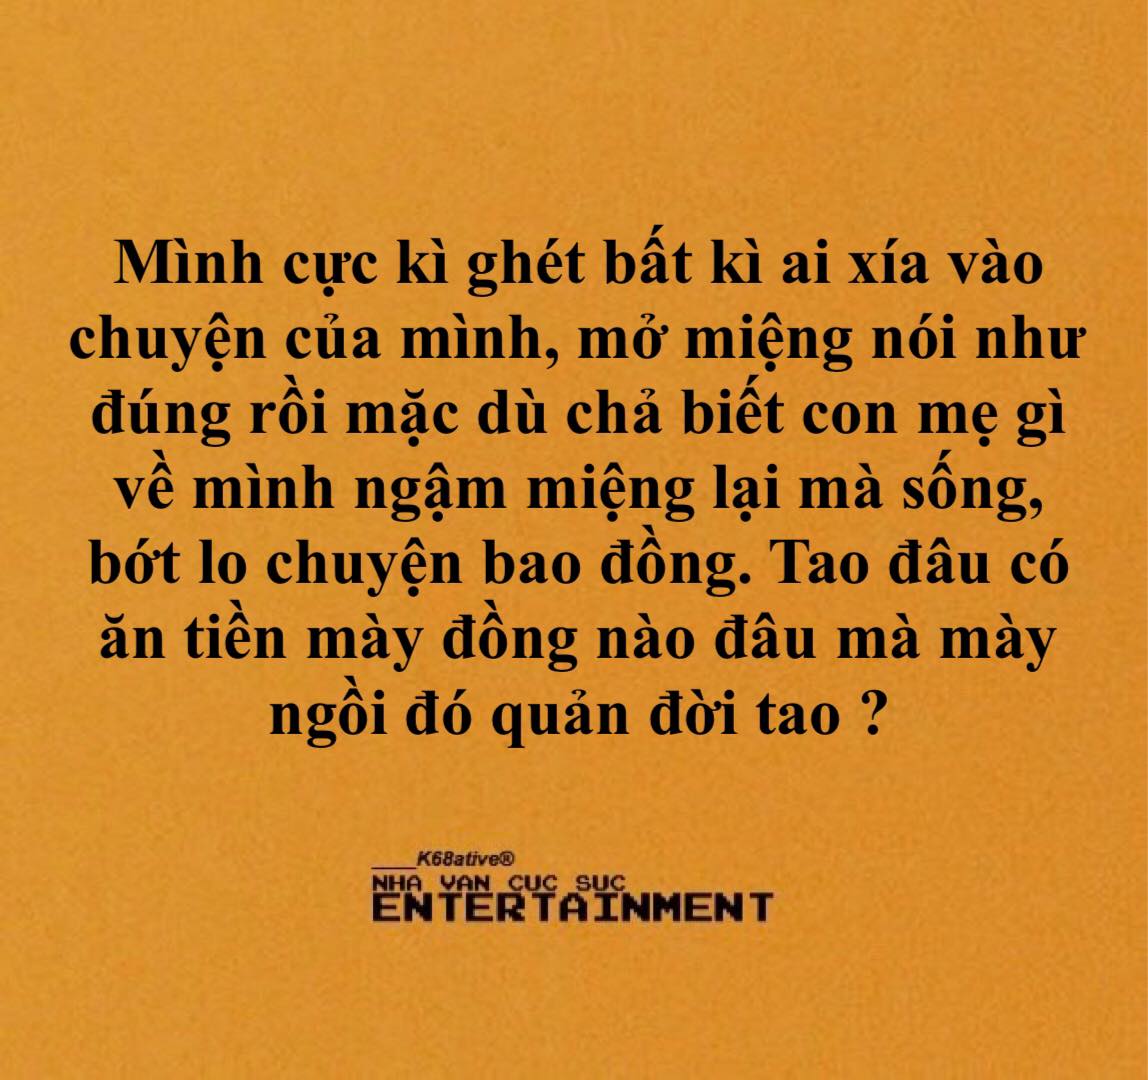 Mình cực kì ghét bất kì ai xía vào
chuyện của mình, mở miệng nói như
đúng rồi mặc dù chả biết con mẹ gì
về mình ngậm miệng lại mà sống,
bớt lo chuyện bao đồng. Tao đâu có
ăn tiền mày đồng nào đâu mà mày
ngồi đó quản đời tao ?
___K68ative®
NHA VAN CUC SUC
ENTERTAINMENT